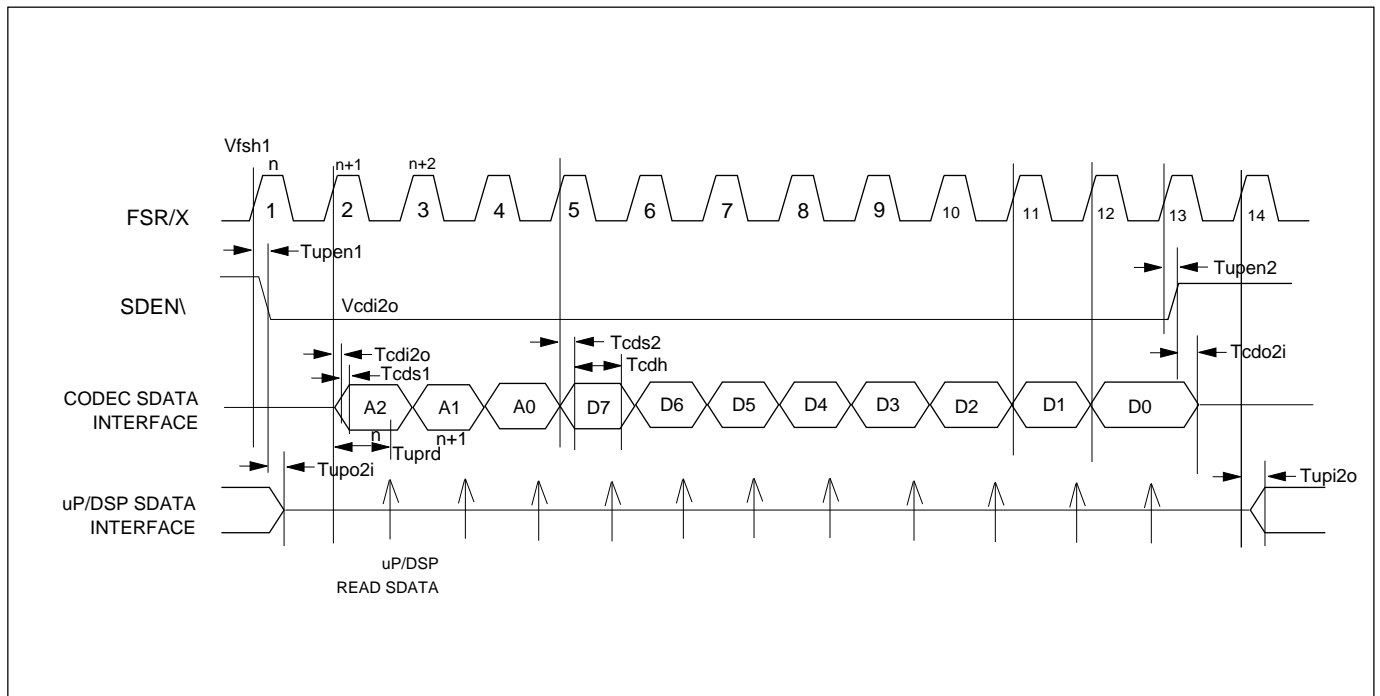 Vfsh1
n n+1 n+2
FSR/X 1 2 3 4 5 6 7 8 9 10 11 12 13 14
Tupen1 Tupen2
SDEN\ Vcdi2o
Tcds2
Tcdi2o Tcdh Tcdo2i
Tcds1
CODEC SDATA
INTERFACE
A2 A1 A0 D7 D6 D5 D4 D3 D2 D1 D0
n n+1
Tuprd
Tupo2i Tupi2o
uP/DSP SDATA
INTERFACE
uP/DSP
READ SDATA